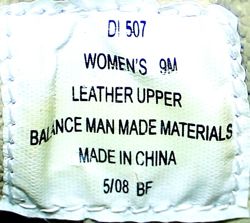 DI 507
WOMEN'S 9M
LEATHER UPPER
BALANCE MAN MADE MATERIALS
MADE IN CHINA
5/08 BF